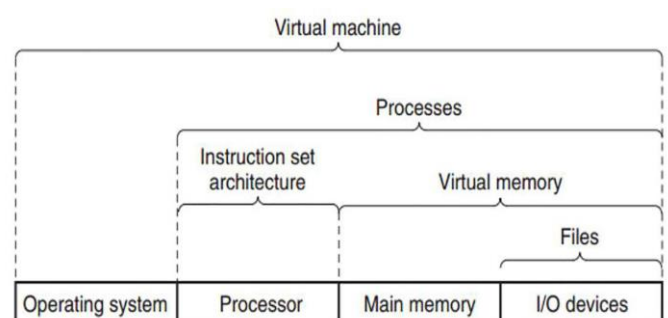 Virtual machine
Processes
Instruction set
architecture
Virtual memory
Files
Operating system
Processor
Main memory
I/O devices